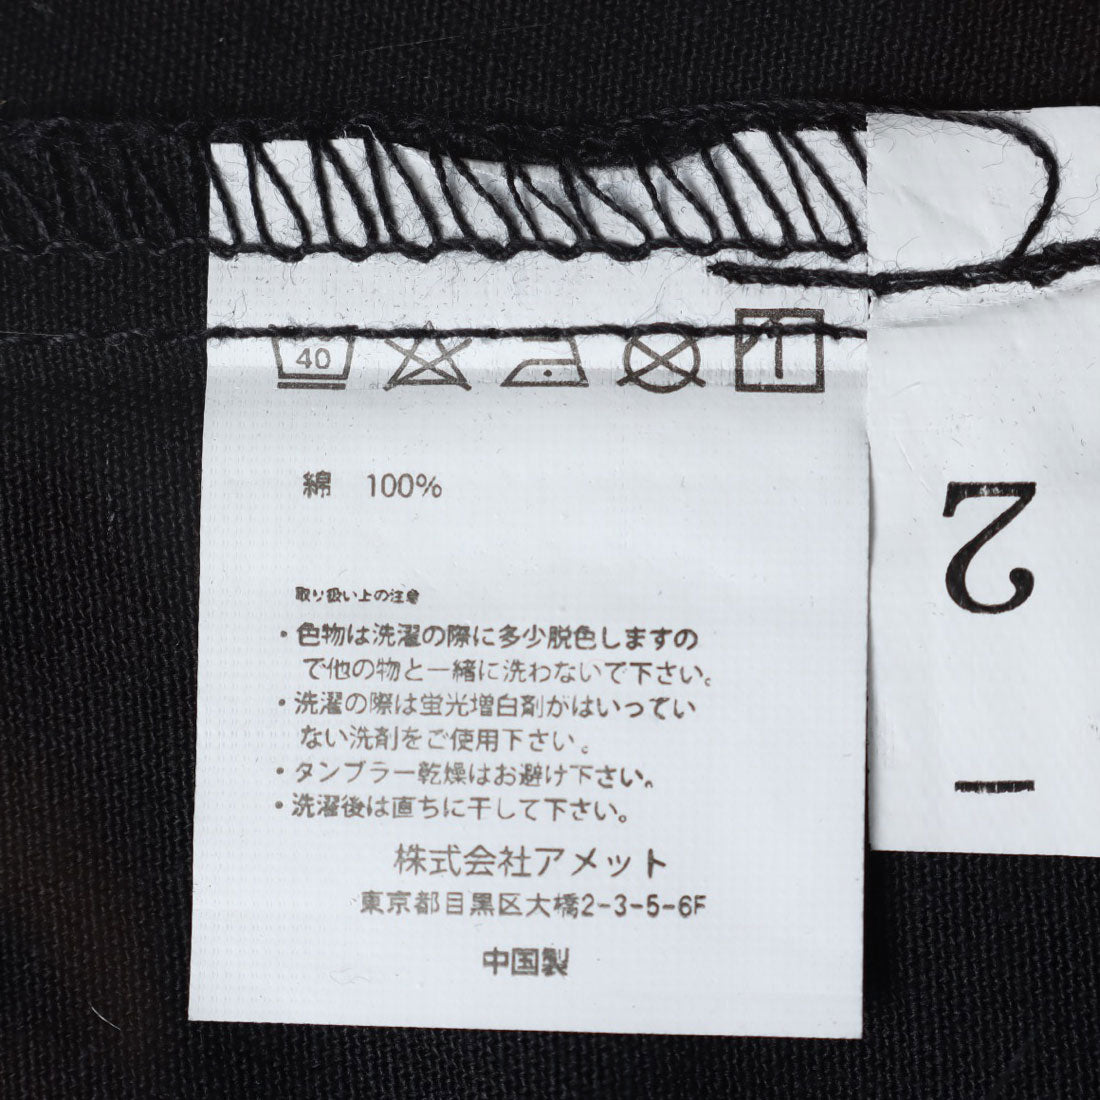 40
綿 100%
取り扱い上の注意
・色物は洗濯の際に多少脱色しますの
で他の物と一緒に洗わないで下さい。
・洗濯の際は蛍光増白剤がはいってい
ない洗剤をご使用下さい。
・タンブラー乾燥はお避け下さい。
・洗濯後は直ちに干して下さい。
株式会社アメット
東京都目黒区大橋2-3-5-6F
中国製
2